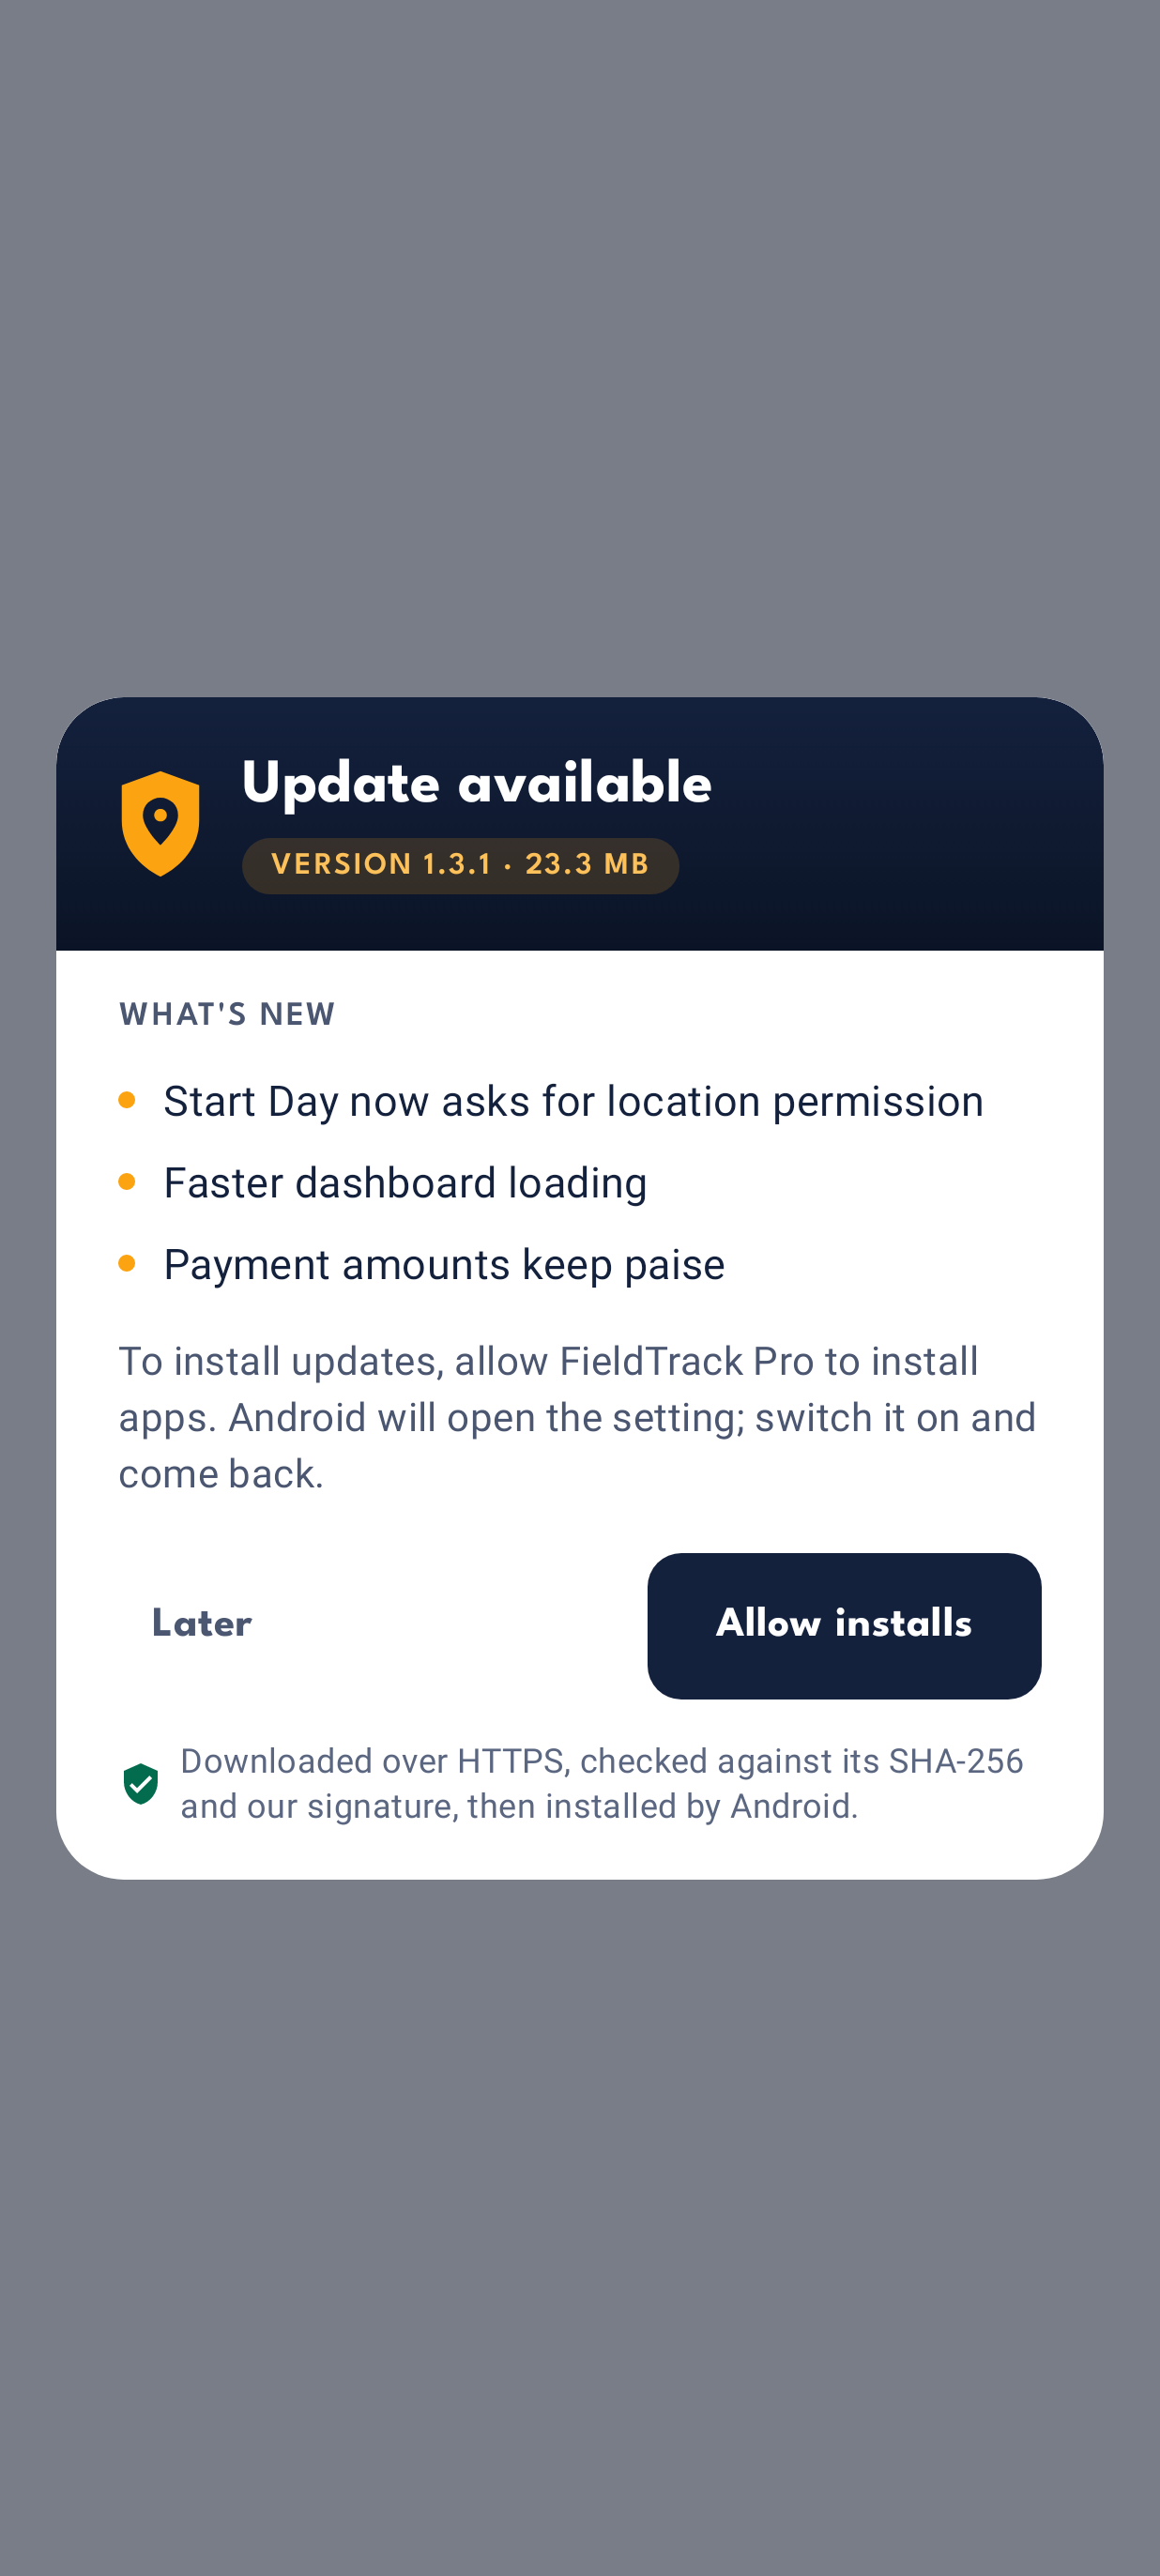 Update available
VERSION 1.3.1 · 23.3 MB
WHAT'S NEW
Start Day now asks for location permission
Faster dashboard loading
Payment amounts keep paise
To install updates, allow FieldTrack Pro to install
apps. Android will open the setting; switch it on and
come back.
Later
Allow installs
Downloaded over HTTPS, checked against its SHA-256
and our signature, then installed by Android.